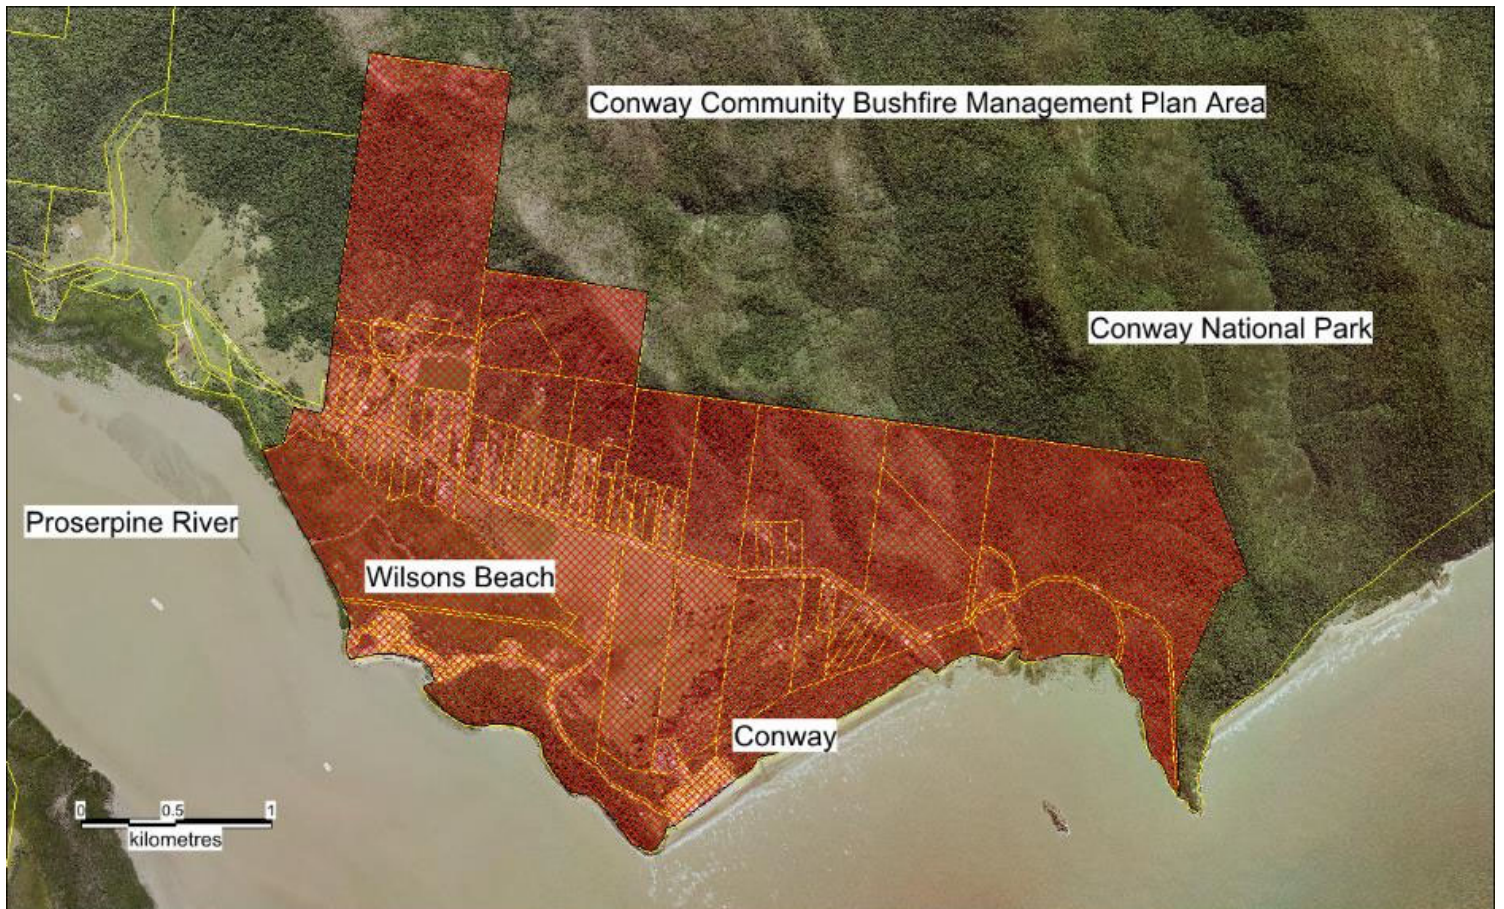 Conway Community Bushfire Management Plan Area
Conway National Park
Proserpine River
Wilsons Beach
Conway
0 0.5 1
kilometres